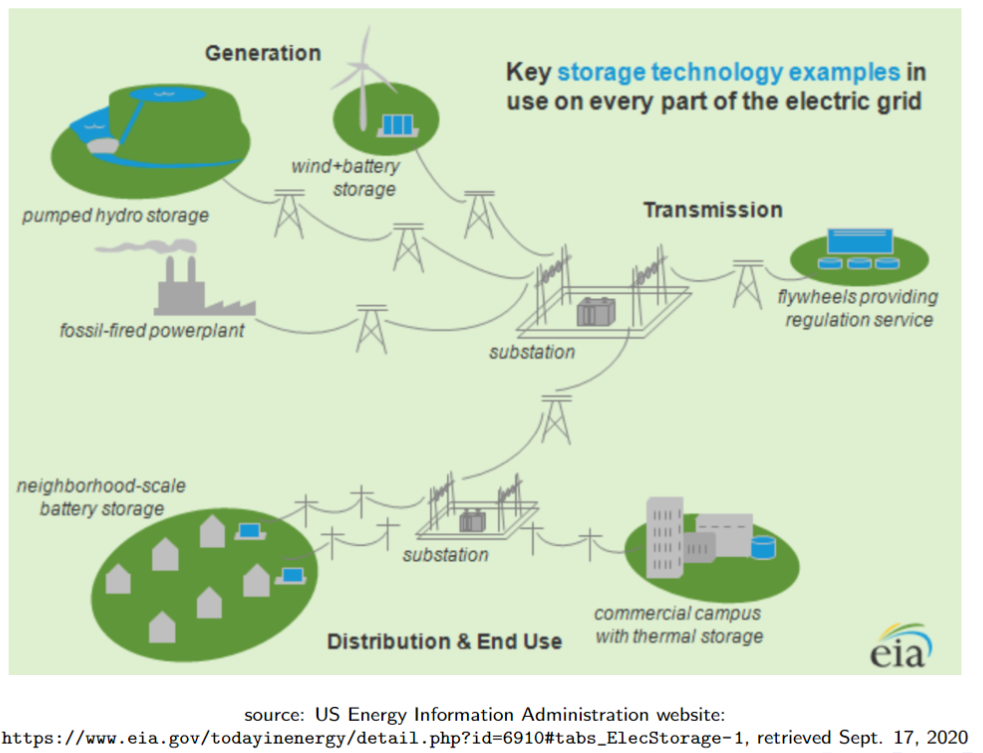 Generation
Key storage technology examples in
use on every part of the electric grid
wind+battery
storage
pumped hydro storage
Transmission
flywheels providing
regulation service
fossil-fired powerplant
substation
neighborhood-scale
battery storage
substation
commercial campus
with thermal storage
Distribution & End Use
eia
source: US Energy Information Administration website:
https://www.eia.gov/todayinenergy/detail.php?id=6910#tabs_ElecStorage-1, retrieved Sept. 17, 2020